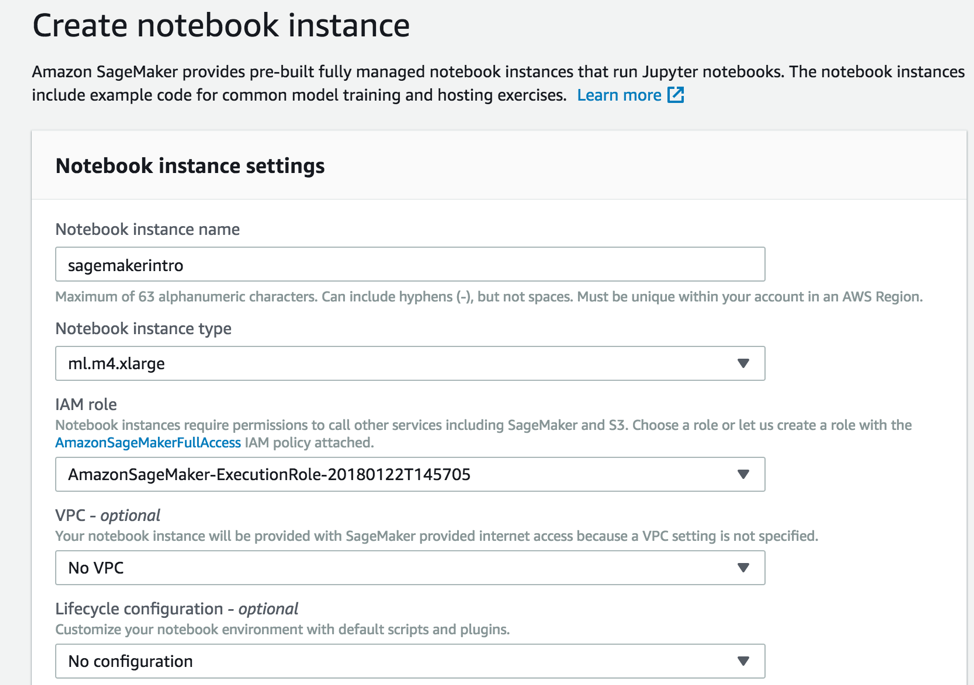 Create notebook instance
Amazon SageMaker provides pre-built fully managed notebook instances that run Jupyter notebooks. The notebook instances
include example code for common model training and hosting exercises. Learn more
Notebook instance settings
Notebook instance name
sagemakerintro
Maximum of 63 alphanumeric characters. Can include hyphens (-), but not spaces. Must be unique within your account in an AWS Region.
Notebook instance type
ml.m4.xlarge
IAM role
Notebook instances require permissions to call other services including SageMaker and S3. Choose a role or let us create a role with the
AmazonSageMakerFullAccess IAM policy attached.
AmazonSageMaker-ExecutionRole-20180122T145705
VPC - optional
Your notebook instance will be provided with SageMaker provided internet access because a VPC setting is not specified.
No VPC
Lifecycle configuration - optional
Customize your notebook environment with default scripts and plugins.
No configuration